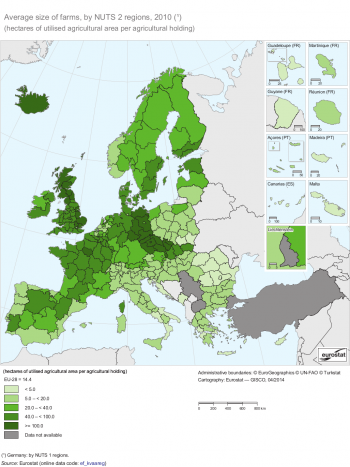 Average size of farms, by NUTS 2 regions, 2010 (¹)
(hectares of utilised agricultural area per agricultural holding)
Guadeloupe (FR)
Martinique (FR)
Guyane (FR)
Réunion (FR)
Açores (PT)
Madeira (PT)
Canarias (ES)
Malta
eurostat
(hectares of utilised agricultural area per agricultural holding)
EU-28 = 14.4
< 5.0
5.0 – < 20.0
20.0 – < 40.0
40.0 – < 100.0
>= 100.0
Data not available
Administrative boundaries: © EuroGeographics © UN-FAO © Turkstat
Cartography: Eurostat — GISCO, 04/2014
0 200 400 600 800 km
(¹) Germany: by NUTS 1 regions.
Source: Eurostat (online data code: ef_kvaareg)